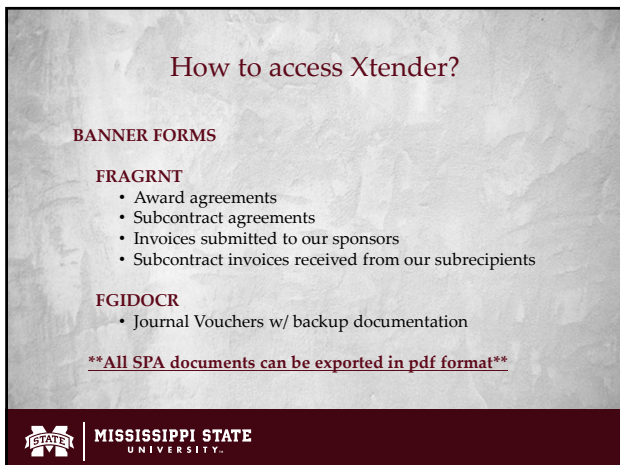 How to access Xtender?
BANNER FORMS
FRAGRNT
• Award agreements
• Subcontract agreements
• Invoices submitted to our sponsors
• Subcontract invoices received from our subrecipients
FGIDOCR
• Journal Vouchers w/ backup documentation
**All SPA documents can be exported in pdf format**
STATE
MISSISSIPPI STATE
UNIVERSITY™